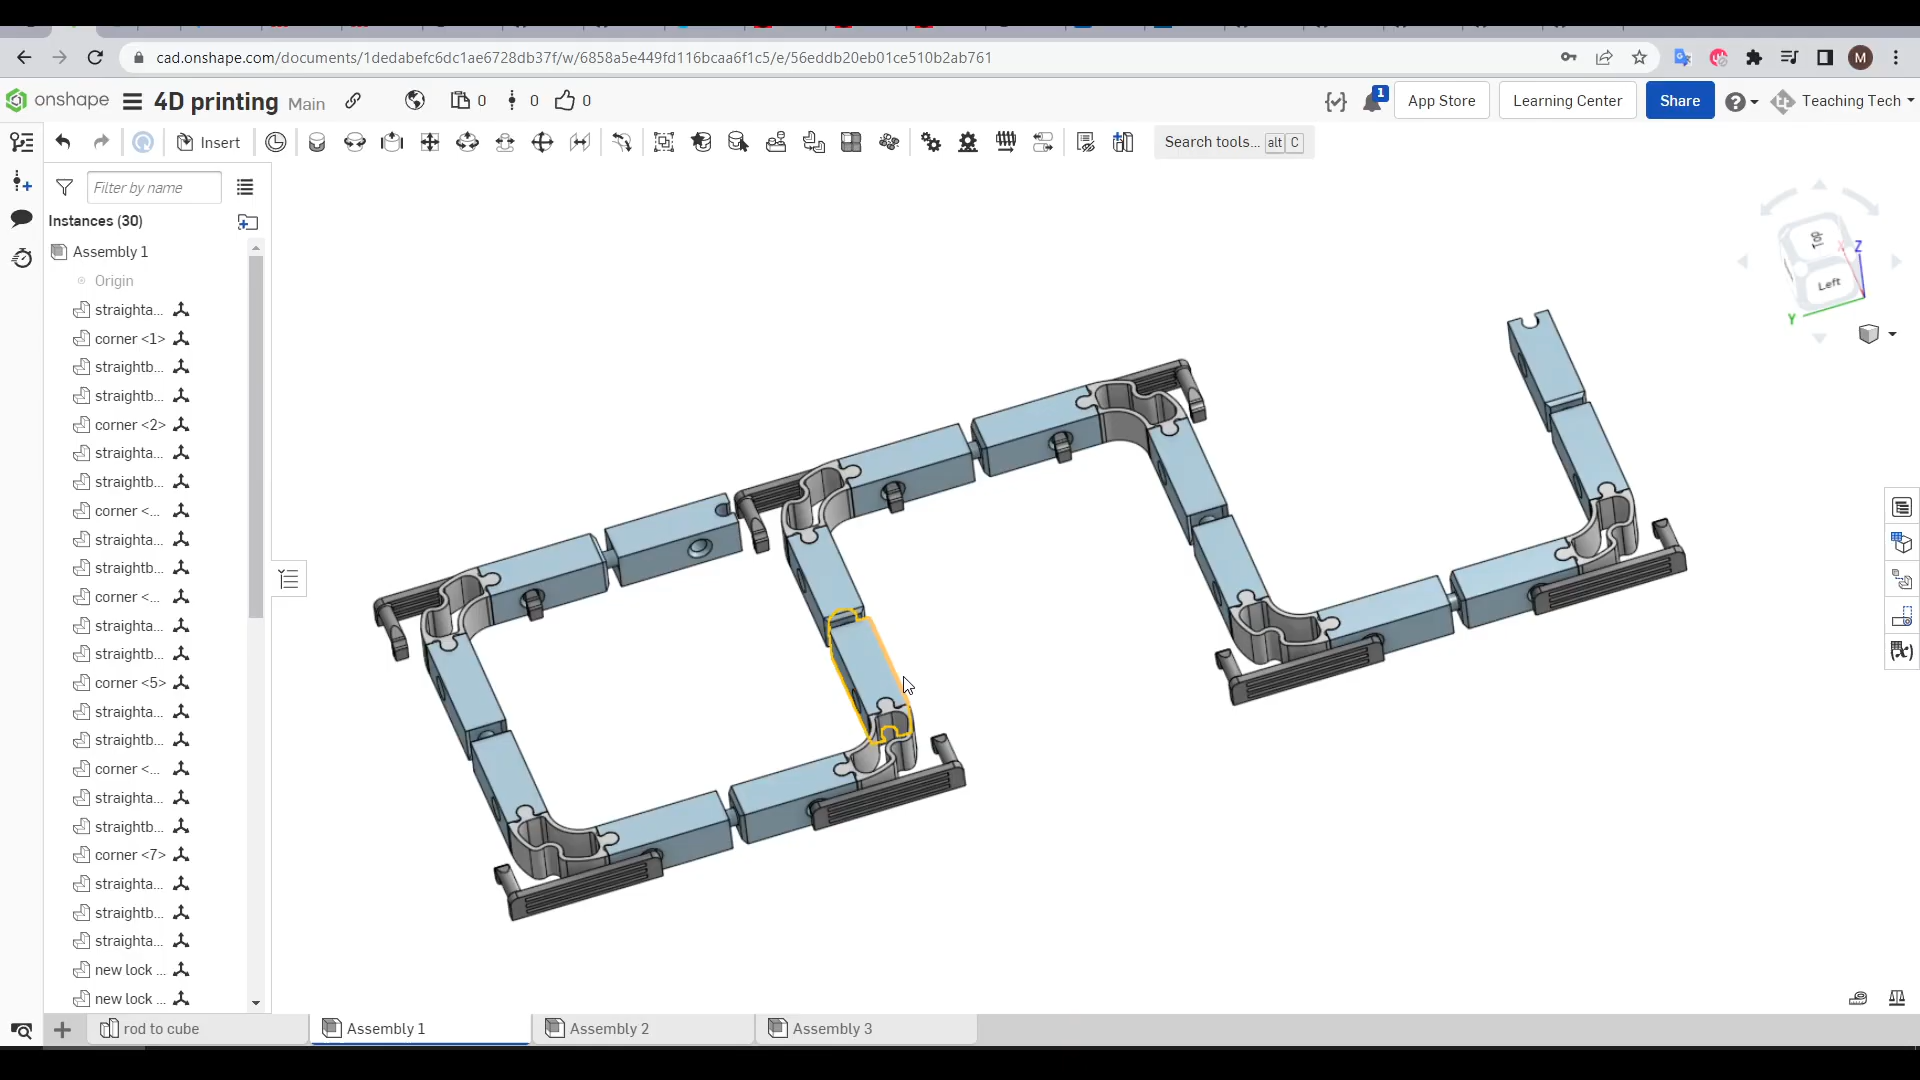 cad.onshape.com/documents/1dedabefc6dc1ae6728db37f/w/6858a5e449fd116bcaa6f1c5/e/56eddb20eb01ce510b2ab761
M
onshape 4D printing Main 0 0 0 1 App Store Learning Center Share Teaching Tech
Insert Search tools... alt C
Filter by name
Instances (30)
Assembly 1
Origin
straighta...
corner <1>
straightb...
straightb...
corner <2>
straighta...
straightb...
corner <...
straighta...
straightb...
corner <...
straighta...
straightb...
corner <5>
straighta...
straightb...
corner <...
straighta...
straightb...
corner <7>
straighta...
straightb...
straighta...
new lock ...
new lock ...
Top
Left
X
Z
Y
(x)
rod to cube Assembly 1 Assembly 2 Assembly 3